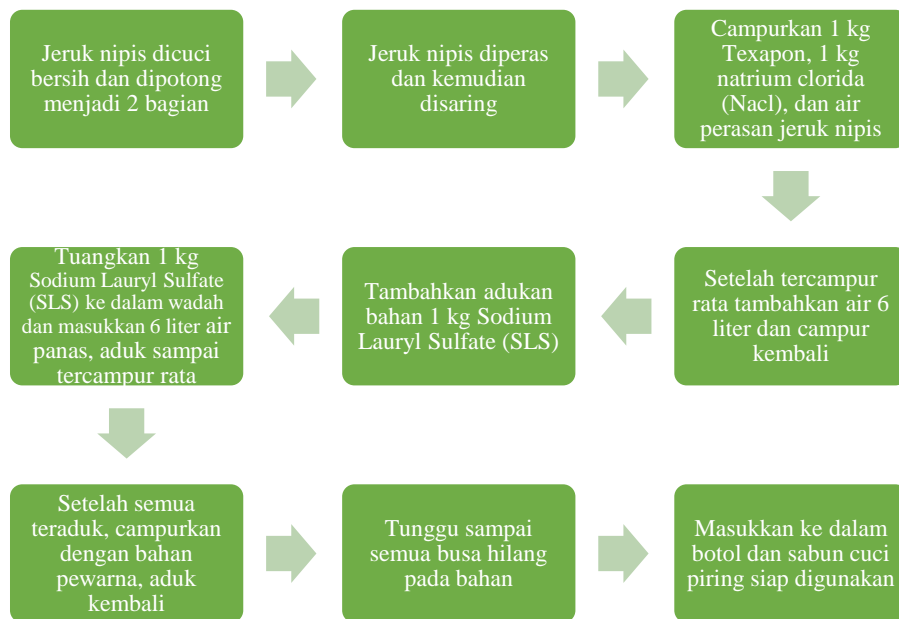 Jeruk nipis dicuci
bersih dan dipotong
menjadi 2 bagian
Jeruk nipis diperas
dan kemudian
disaring
Campurkan 1 kg
Texapon, 1 kg
natrium clorida
(Nacl), dan air
perasan jeruk nipis
Setelah tercampur
rata tambahkan air 6
liter dan campur
kembali
Tambahkan adukan
bahan 1 kg Sodium
Lauryl Sulfate (SLS)
Tuangkan 1 kg
Sodium Lauryl Sulfate
(SLS) ke dalam wadah
dan masukkan 6 liter air
panas, aduk sampai
tercampur rata
Setelah semua
teraduk, campurkan
dengan bahan
pewarna, aduk
kembali
Tunggu sampai
semua busa hilang
pada bahan
Masukkan ke dalam
botol dan sabun cuci
piring siap digunakan